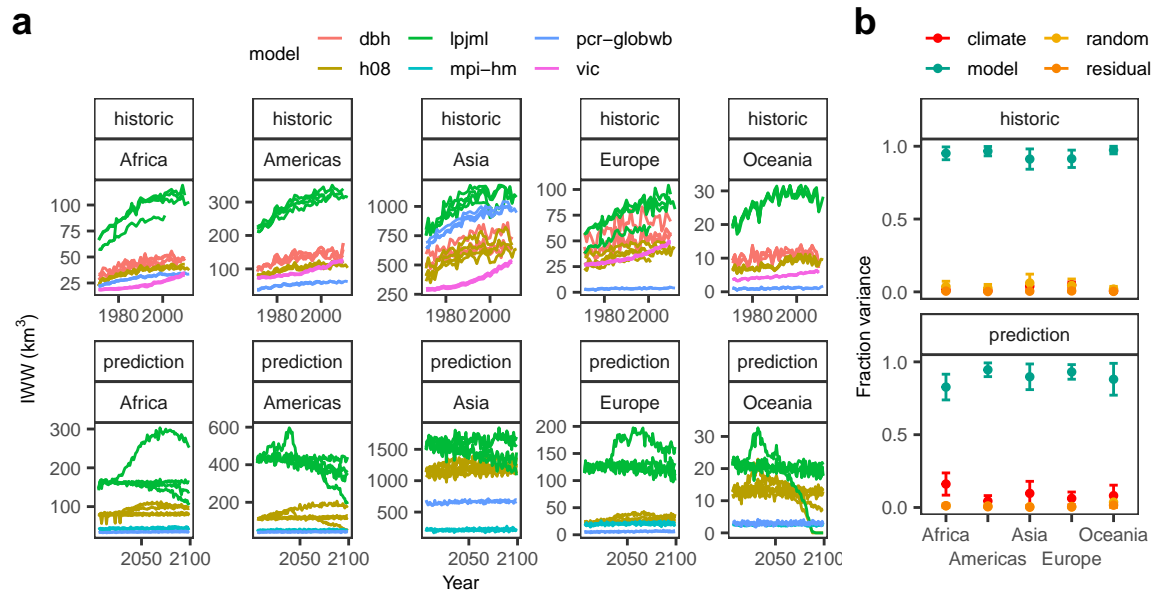 a
model
dbh
lpjml
pcr−globwb
h08
mpi−hm
vic
historic
historic
historic
historic
historic
Africa
Americas
Asia
Europe
Oceania
100
75
50
25
300
200
100
1000
750
500
250
100
75
50
25
0
30
20
10
0
1980 2000
1980 2000
1980 2000
1980 2000
1980 2000
IWW (km³)
prediction
prediction
prediction
prediction
prediction
Africa
Americas
Asia
Europe
Oceania
300
200
100
600
400
200
1500
1000
500
200
150
100
50
0
30
20
10
0
2050 2100
2050 2100
2050 2100
2050 2100
2050 2100
Year
b
climate
random
model
residual
historic
1.0
0.5
0.0
Fraction variance
prediction
1.0
0.5
0.0
Africa
Asia
Oceania
Americas
Europe